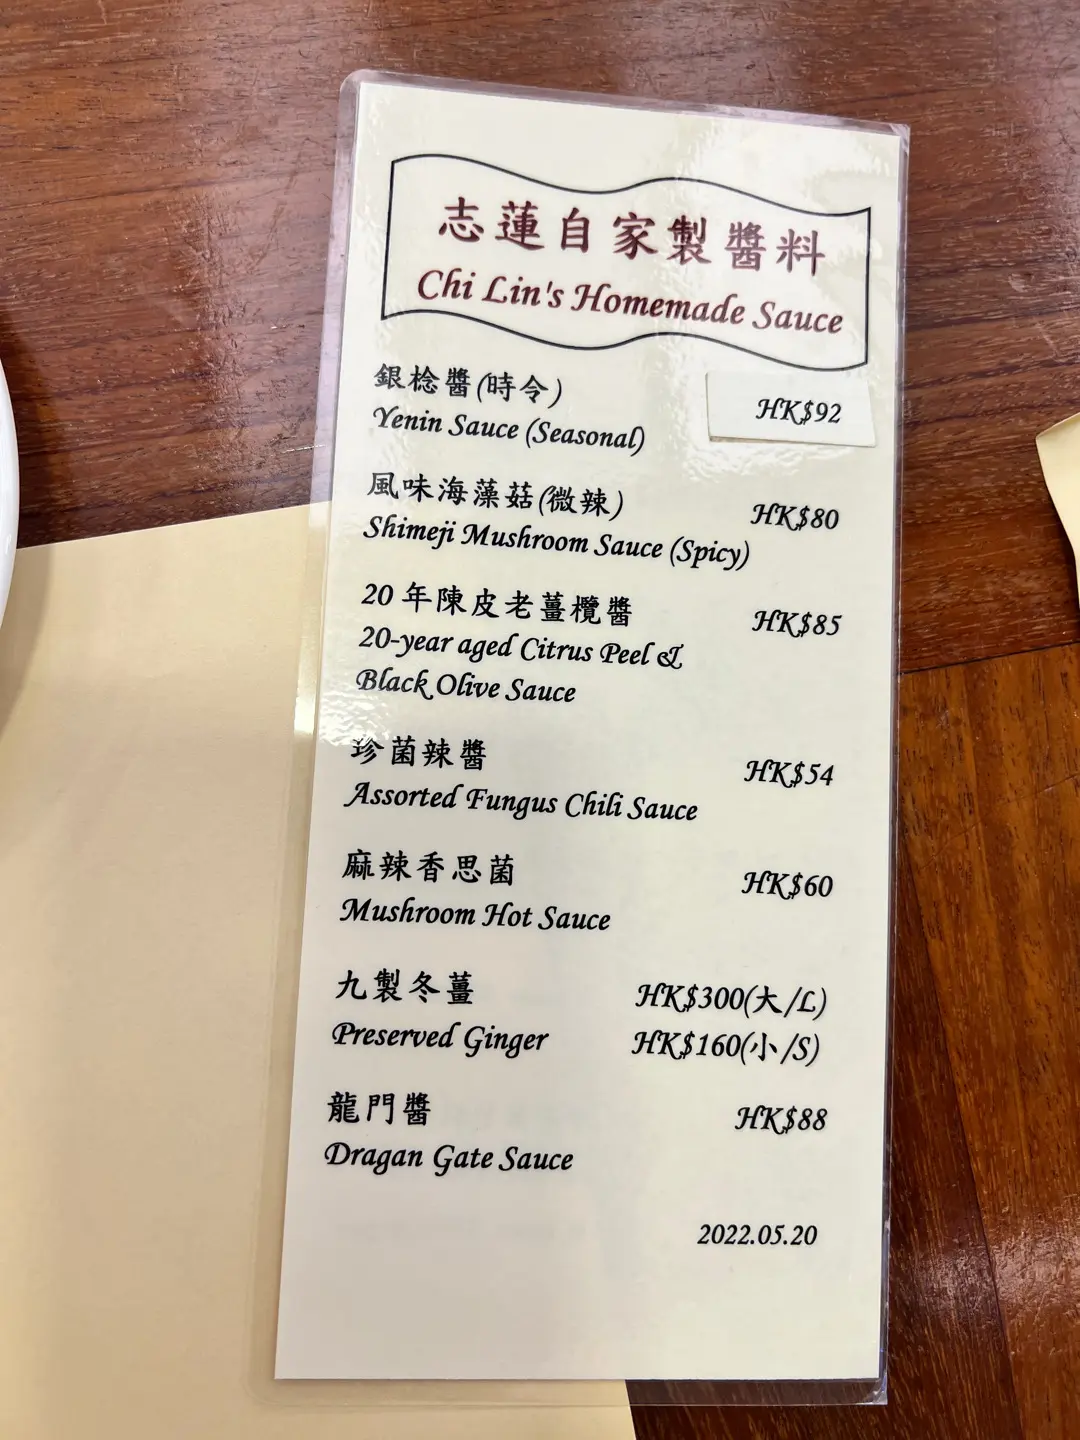 志蓮自家製醬料
Chi Lin's Homemade Sauce
銀棯醬(時令)
HK$92
Yenin Sauce (Seasonal)
風味海藻菇(微辣)
HK$80
Shimeji Mushroom Sauce (Spicy)
20 年陳皮老薑欖醬
HK$85
20-year aged Citrus Peel &
Black Olive Sauce
珍菌辣醬
HK$54
Assorted Fungus Chili Sauce
麻辣香思菌
HK$60
Mushroom Hot Sauce
九製冬薑
HK$300(大/L)
Preserved Ginger
HK$160(小/S)
龍門醬
HK$88
Dragan Gate Sauce
2022.05.20